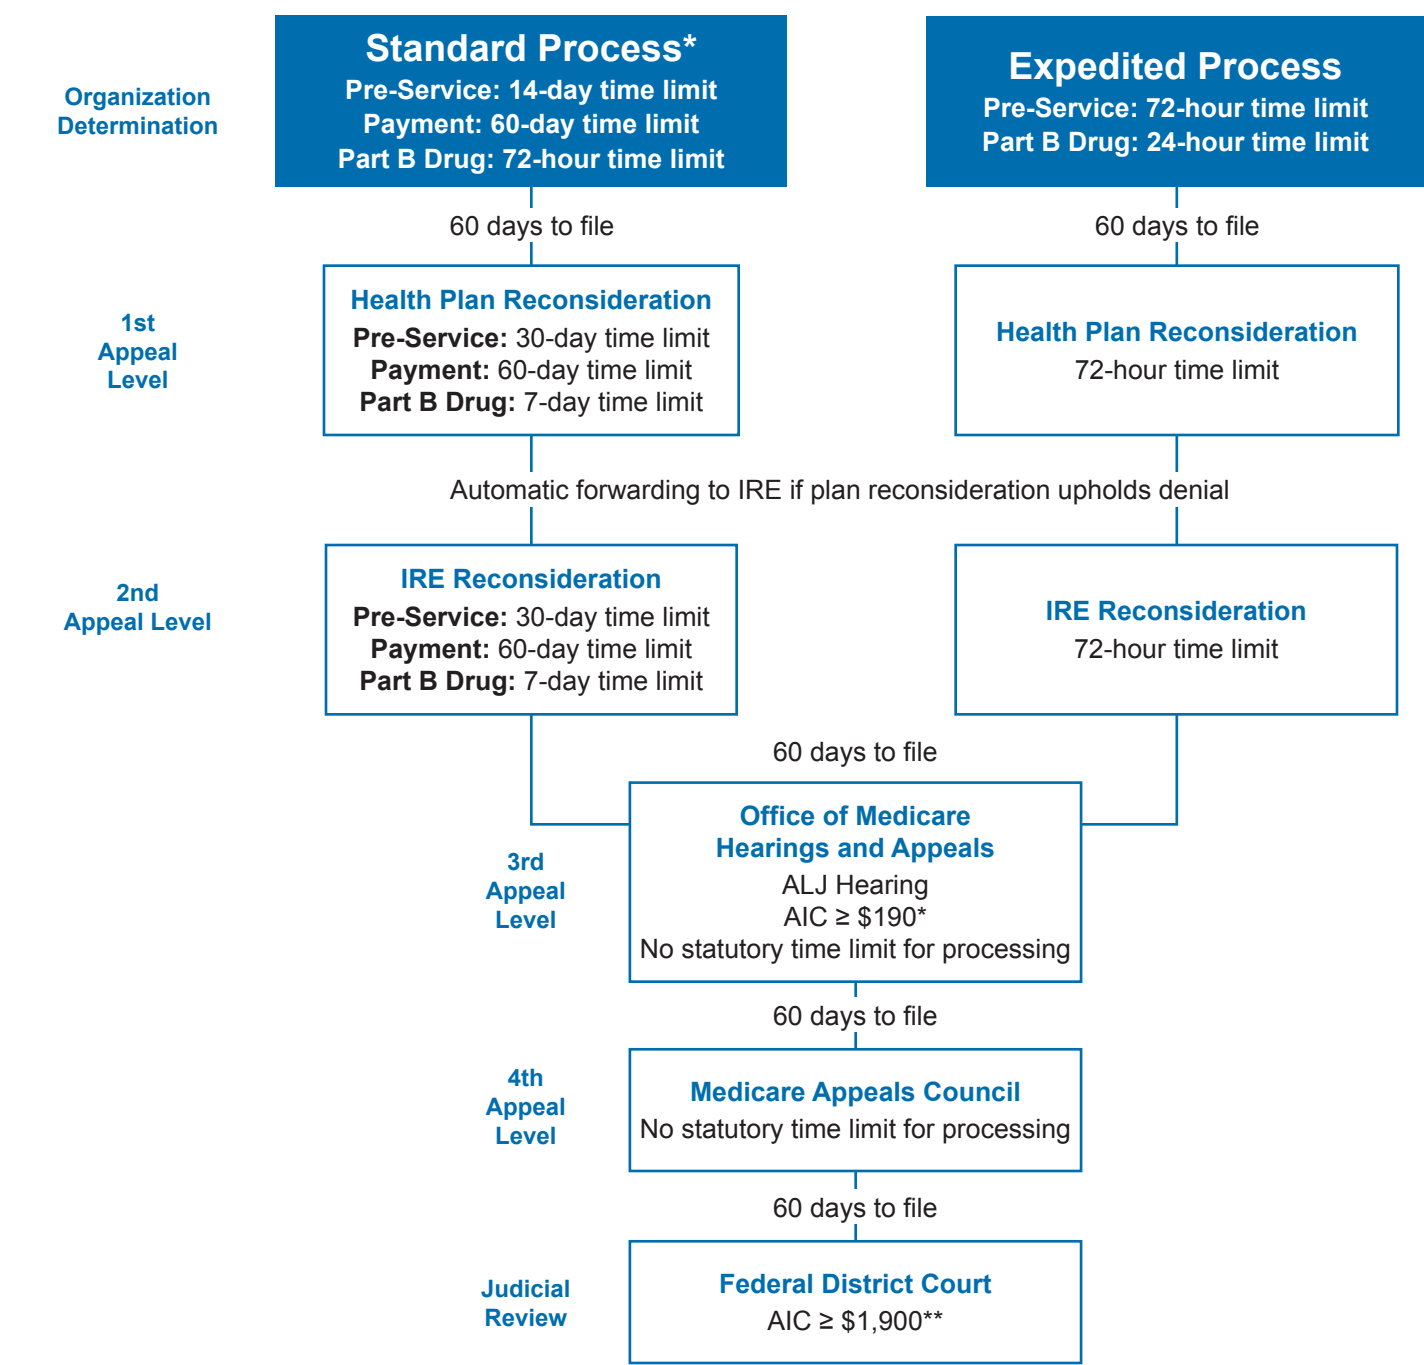 Organization
Determination
Standard Process*
Pre-Service: 14-day time limit
Payment: 60-day time limit
Part B Drug: 72-hour time limit
Expedited Process
Pre-Service: 72-hour time limit
Part B Drug: 24-hour time limit
60 days to file
60 days to file
1st
Appeal
Level
Health Plan Reconsideration
Pre-Service: 30-day time limit
Payment: 60-day time limit
Part B Drug: 7-day time limit
Health Plan Reconsideration
72-hour time limit
Automatic forwarding to IRE if plan reconsideration upholds denial
2nd
Appeal Level
IRE Reconsideration
Pre-Service: 30-day time limit
Payment: 60-day time limit
Part B Drug: 7-day time limit
IRE Reconsideration
72-hour time limit
60 days to file
3rd
Appeal
Level
Office of Medicare
Hearings and Appeals
ALJ Hearing
AIC ≥ $190*
No statutory time limit for processing
60 days to file
4th
Appeal
Level
Medicare Appeals Council
No statutory time limit for processing
60 days to file
Judicial
Review
Federal District Court
AIC ≥ $1,900**